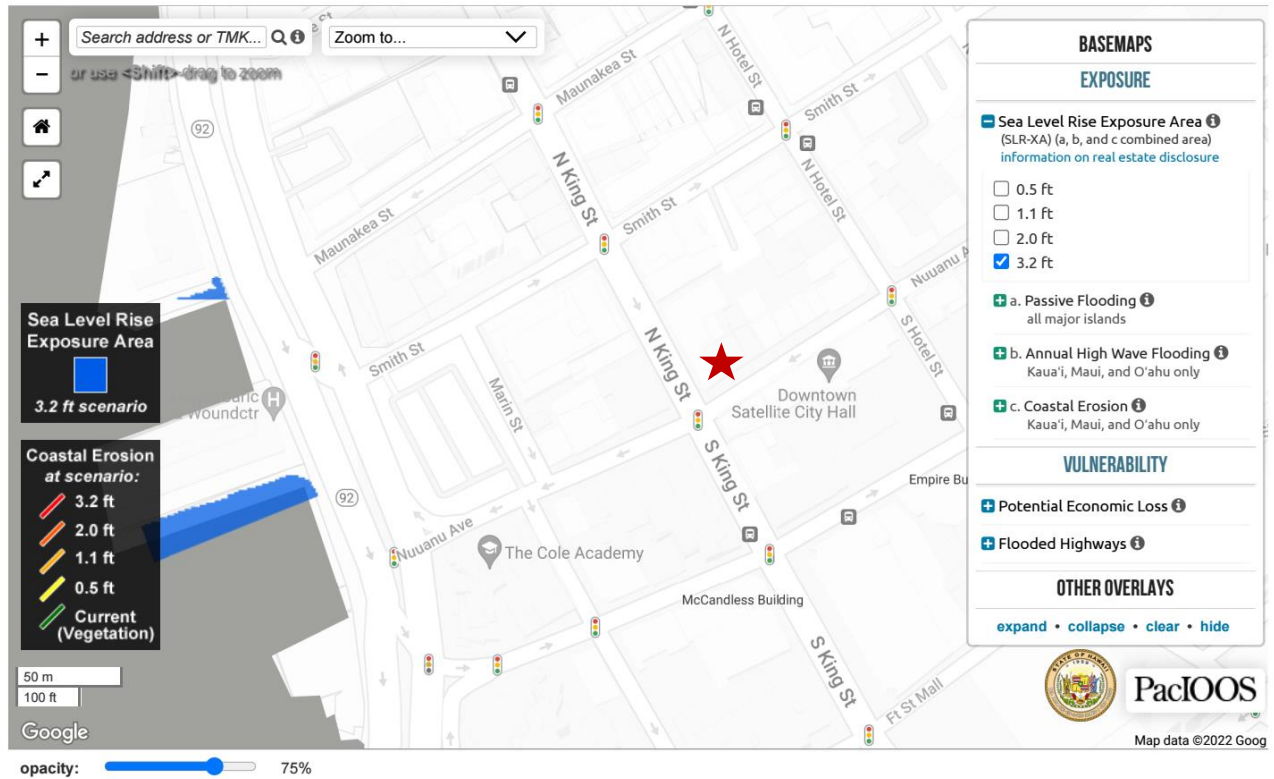 +
Search address or TMK...
Zoom to...
−
or use <Shift>-drag to zoom
BASEMAPS
EXPOSURE
Sea Level Rise Exposure Area
(SLR-XA) (a, b, and c combined area)
information on real estate disclosure
0.5 ft
1.1 ft
2.0 ft
3.2 ft
a. Passive Flooding
all major islands
b. Annual High Wave Flooding
Kauaʻi, Maui, and Oʻahu only
c. Coastal Erosion
Kauaʻi, Maui, and Oʻahu only
VULNERABILITY
Potential Economic Loss
Flooded Highways
OTHER OVERLAYS
expand • collapse • clear • hide
PacIOOS
Map data ©2022 Goog
Maunakea St
N Hotel St
Smith St
92
N King St
N Hotel St
Smith St
Maunakea St
Nuuanu A
Sea Level Rise
Exposure Area
3.2 ft scenario
Smith St
N King St
S Hotel St
Marin St
Downtown
Satellite City Hall
ric
Woundctr
H
Coastal Erosion
at scenario:
3.2 ft
2.0 ft
1.1 ft
0.5 ft
Current
(Vegetation)
S King St
Empire Bu
92
Nuuanu Ave
The Cole Academy
McCandless Building
S King St
Ft St Mall
50 m
100 ft
Google
opacity:
75%